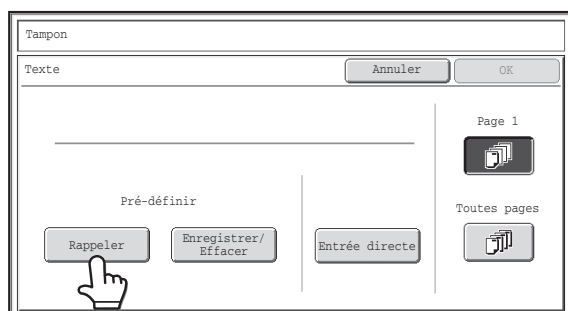 Tampon
Texte
Annuler
OK
Page 1
Pré-définir
Toutes pages
Rappeler
Enregistrer/
Effacer
Entrée directe